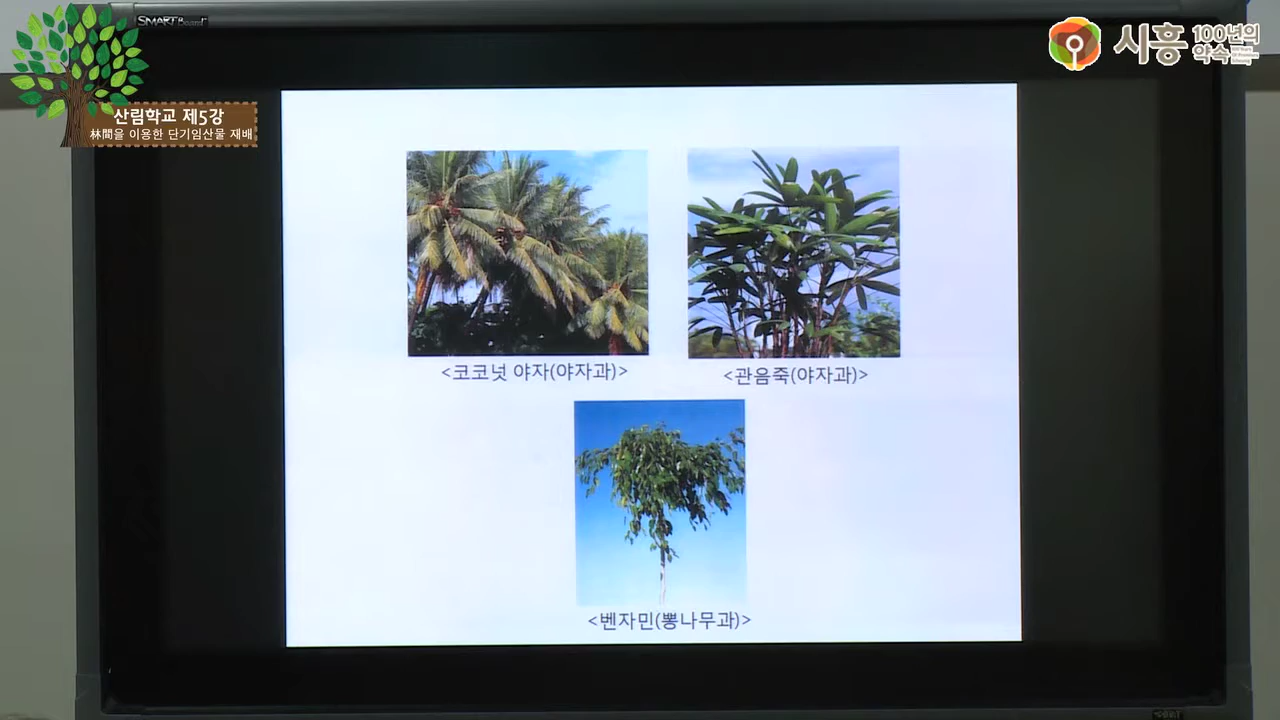 SMART Board
시흥 100년의
약속
산림학교 제5강
林間을 이용한 단기임산물 재배
<코코넛 야자(야자과)>
<관음죽(야자과)>
<벤자민(뽕나무과)>